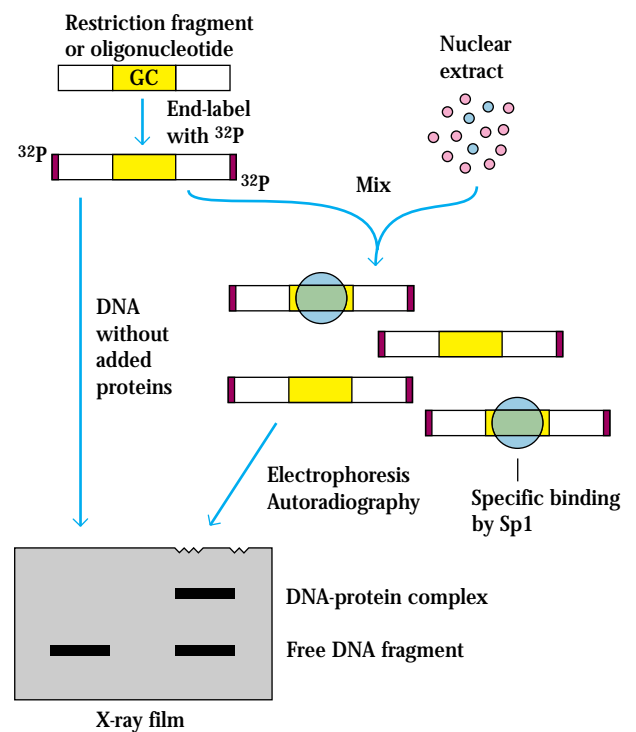 Restriction fragment
or oligonucleotide
GC
End-label
with ³²P
³²P
³²P
Nuclear
extract
Mix
DNA
without
added
proteins
Electrophoresis
Autoradiography
Specific binding
by Sp1
DNA-protein complex
Free DNA fragment
X-ray film